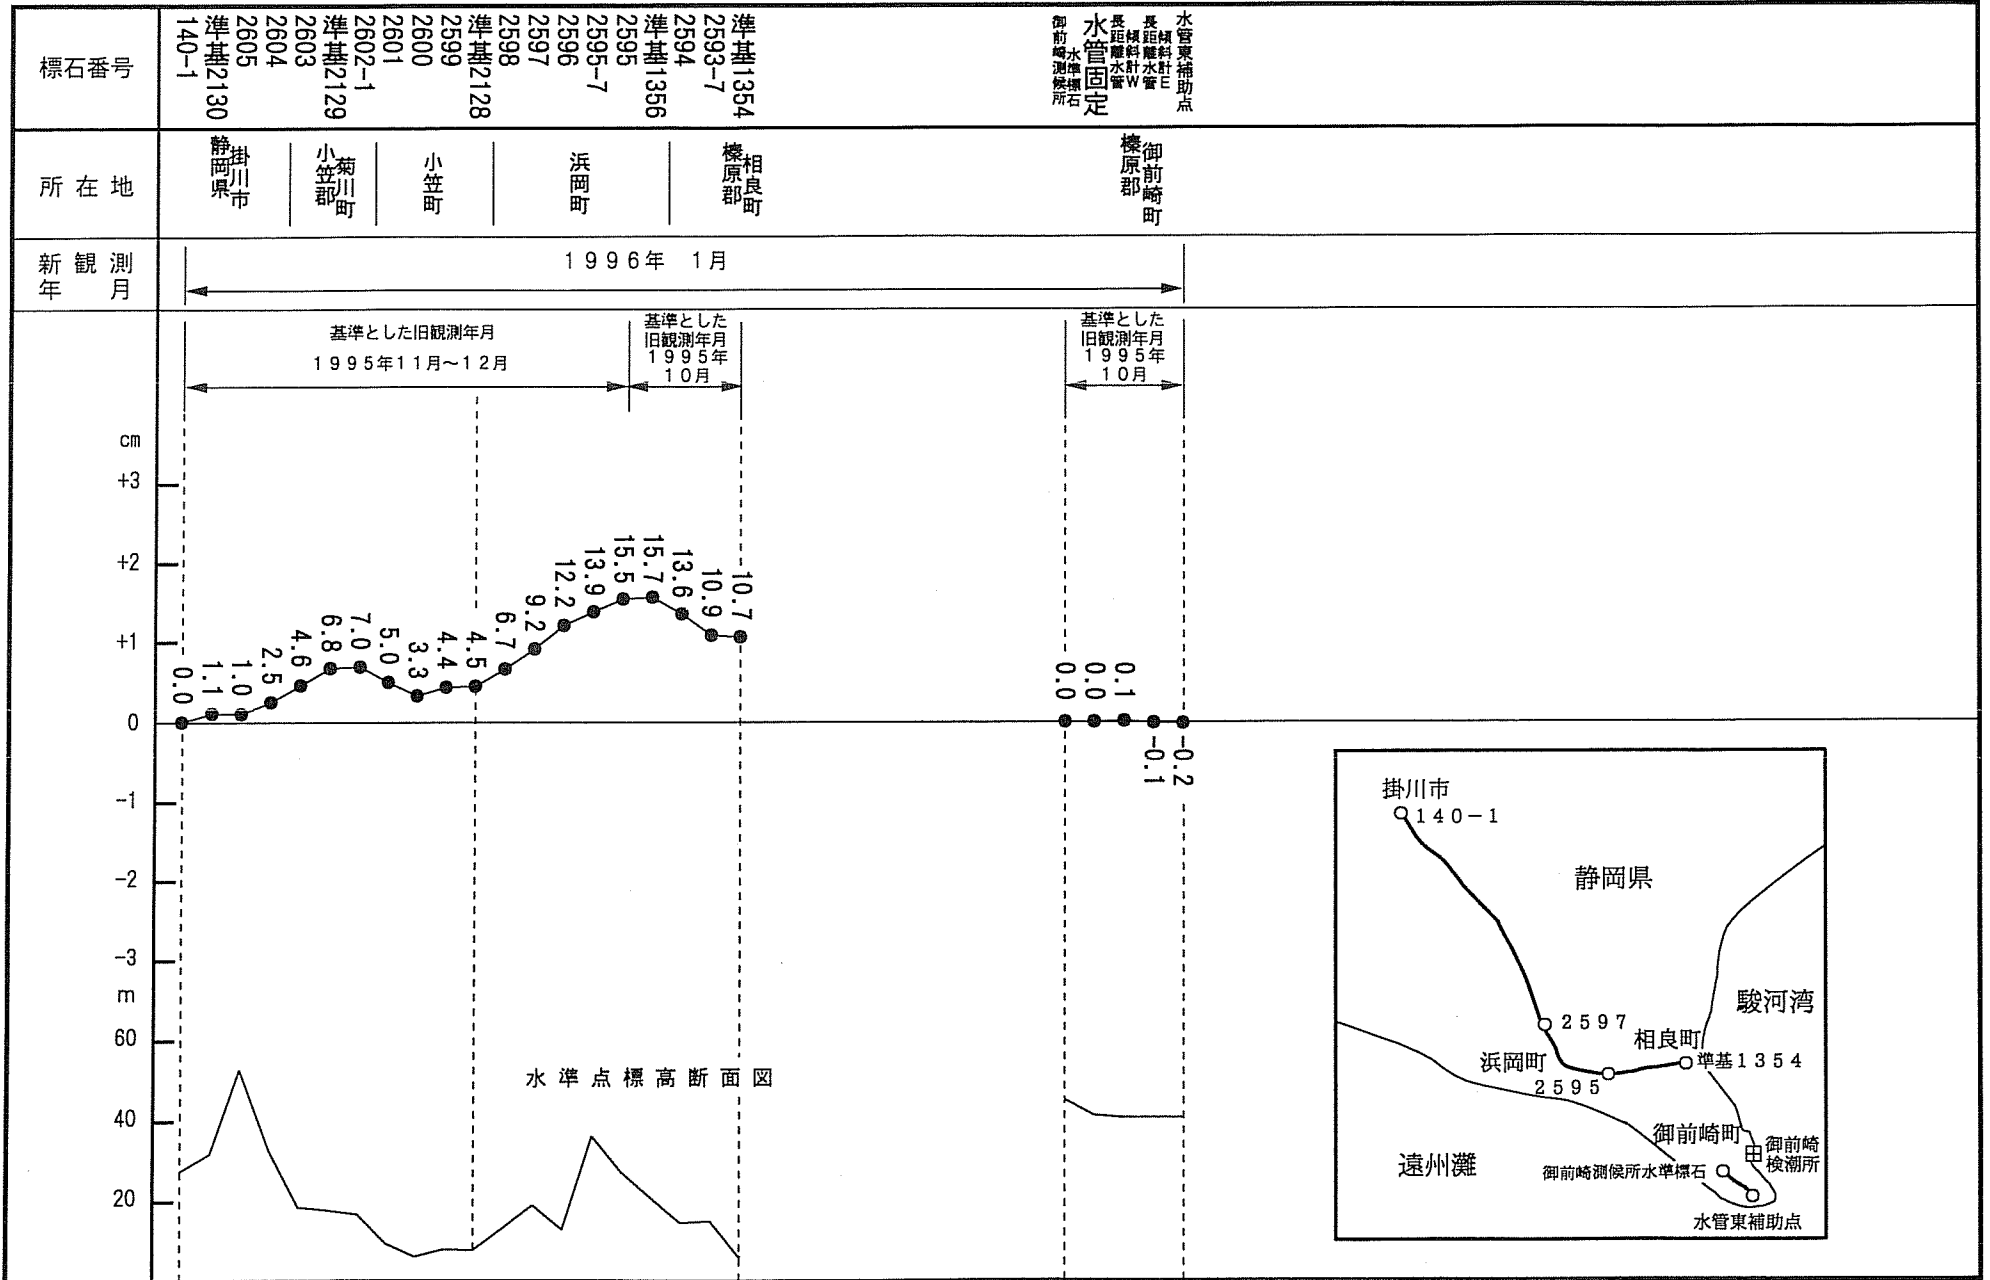 標石番号
140-1
準基2130
2605
2604
2603
準基2129
2602-1
2601
2600
2599
準基2128
2598
2597
2596
2595-7
2595
準基1356
2594
2593-7
準基1354
御前崎測候所
水準標石
水管固定
長距離水管
傾斜計W
長距離水管
傾斜計E
水管東補助点
所在地
静岡県
掛川市
小笠郡
菊川町
小笠町
浜岡町
榛原郡
相良町
榛原郡
御前崎町
新観測
年月
1996年 1月
基準とした旧観測年月
1995年11月～12月
基準とした
旧観測年月
1995年
10月
基準とした
旧観測年月
1995年
10月
cm
+3
+2
+1
0
-1
-2
-3
0.0
1.1
1.0
2.5
4.6
6.8
7.0
5.0
3.3
4.4
4.5
6.7
9.2
12.2
13.9
15.5
15.7
13.6
10.9
10.7
0.0
0.0
0.1
-0.1
-0.2
m
60
40
20
水準点標高断面図
掛川市
140-1
静岡県
駿河湾
2597
相良町
浜岡町
準基1354
2595
御前崎町
御前崎
検潮所
遠州灘
御前崎測候所水準標石
水管東補助点